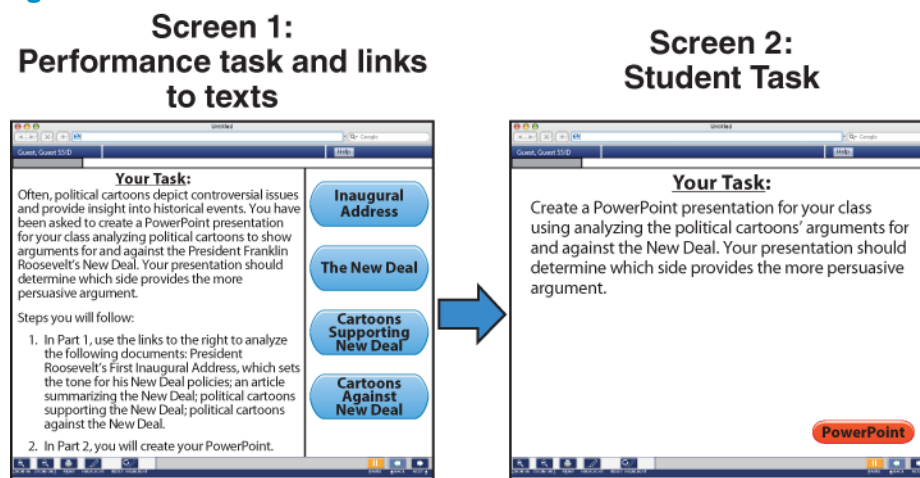 Screen 1:
Performance task and links
to texts
Untitled
Google
Guest, Guest SSID
Help
Your Task:
Often, political cartoons depict controversial issues
and provide insight into historical events. You have
been asked to create a PowerPoint presentation
for your class analyzing political cartoons to show
arguments for and against the President Franklin
Roosevelt's New Deal. Your presentation should
determine which side provides the more
persuasive argument.
Steps you will follow:
1. In Part 1, use the links to the right to analyze
the following documents: President
Roosevelt's First Inaugural Address, which sets
the tone for his New Deal policies; an article
summarizing the New Deal; political cartoons
supporting the New Deal; political cartoons
against the New Deal.
2. In Part 2, you will create your PowerPoint.
Inaugural
Address
The New Deal
Cartoons
Supporting
New Deal
Cartoons
Against
New Deal
Screen 2:
Student Task
Untitled
Google
Guest, Guest SSID
Help
Your Task:
Create a PowerPoint presentation for your class
using analyzing the political cartoons' arguments for
and against the New Deal. Your presentation should
determine which side provides the more persuasive
argument.
PowerPoint